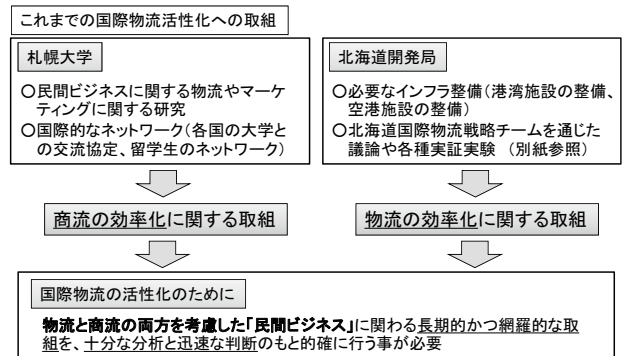 これまでの国際物流活性化への取組
札幌大学
○民間ビジネスに関する物流やマーケ
ティングに関する研究
○国際的なネットワーク(各国の大学と
の交流協定、留学生のネットワーク)
北海道開発局
○必要なインフラ整備(港湾施設の整備、
空港施設の整備)
○北海道国際物流戦略チームを通じた
議論や各種実証実験 (別紙参照)
商流の効率化に関する取組
物流の効率化に関する取組
国際物流の活性化のために
物流と商流の両方を考慮した「民間ビジネス」に関わる長期的かつ網羅的な取
組を、十分な分析と迅速な判断のもと的確に行う事が必要